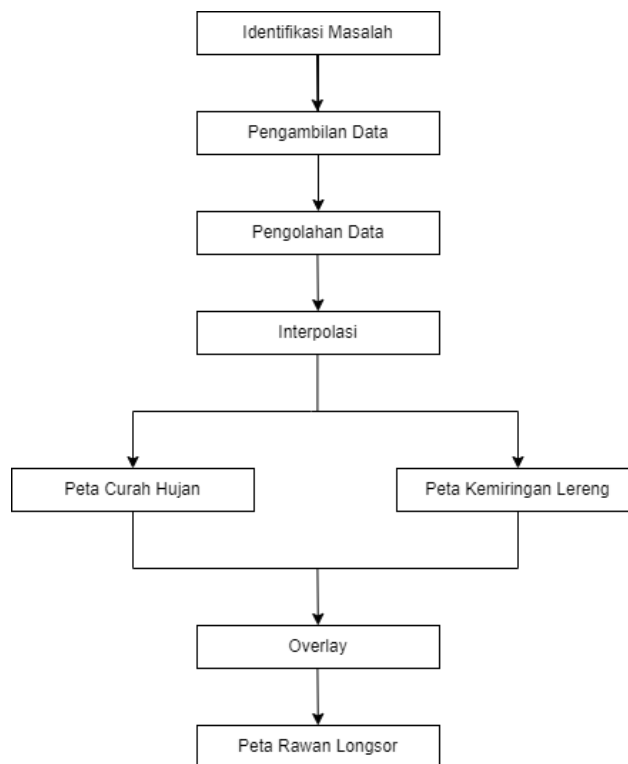 Identifikasi Masalah
Pengambilan Data
Pengolahan Data
Interpolasi
Peta Curah Hujan
Peta Kemiringan Lereng
Overlay
Peta Rawan Longsor